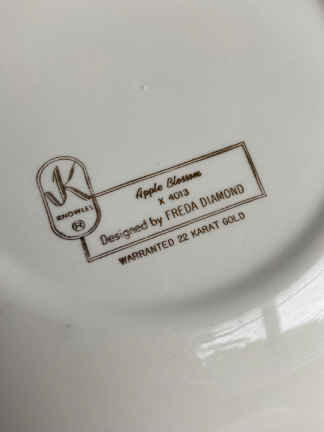 K
KNOWLES
Apple Blossom
X 4013
Designed by FREDA DIAMOND
WARRANTED 22 KARAT GOLD